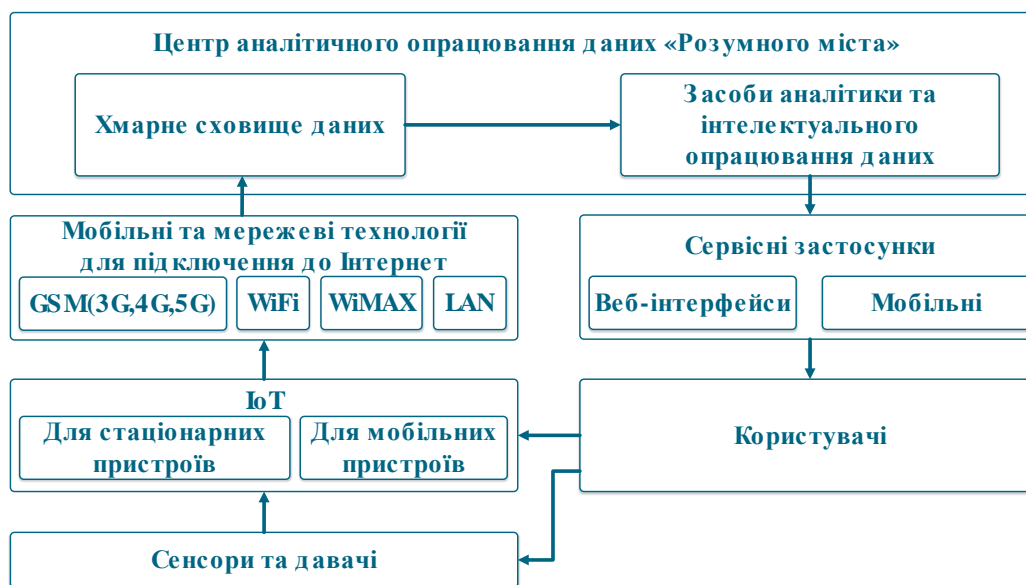 Центр аналітичного опрацювання даних «Розумного міста»
Хмарне сховище даних
Засоби аналітики та
інтелектуального
опрацювання даних
Мобільні та мережеві технології
для підключення до Інтернет
GSM(3G,4G,5G)
WiFi
WiMAX
LAN
Сервісні застосунки
Веб-інтерфейси
Мобільні
IoT
Для стаціонарних
пристроїв
Для мобільних
пристроїв
Користувачі
Сенсори та давачі